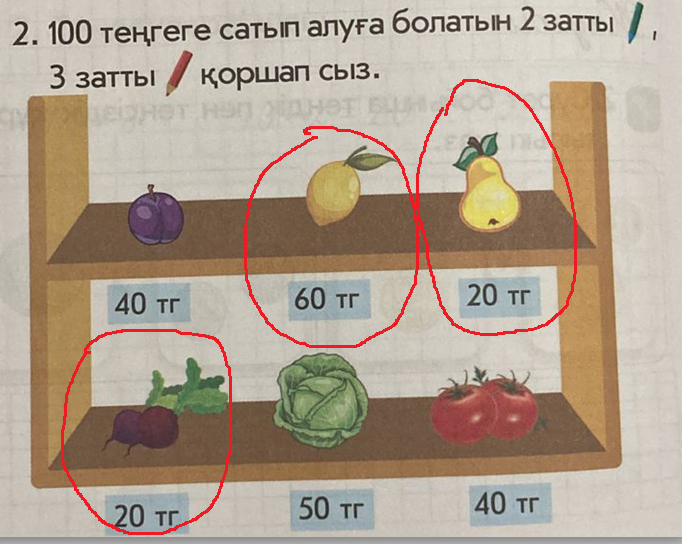 2. 100 теңгеге сатып алуға болатын 2 затты ,
3 затты қоршап сыз.
40 тг 60 тг 20 тг
20 тг 50 тг 40 тг